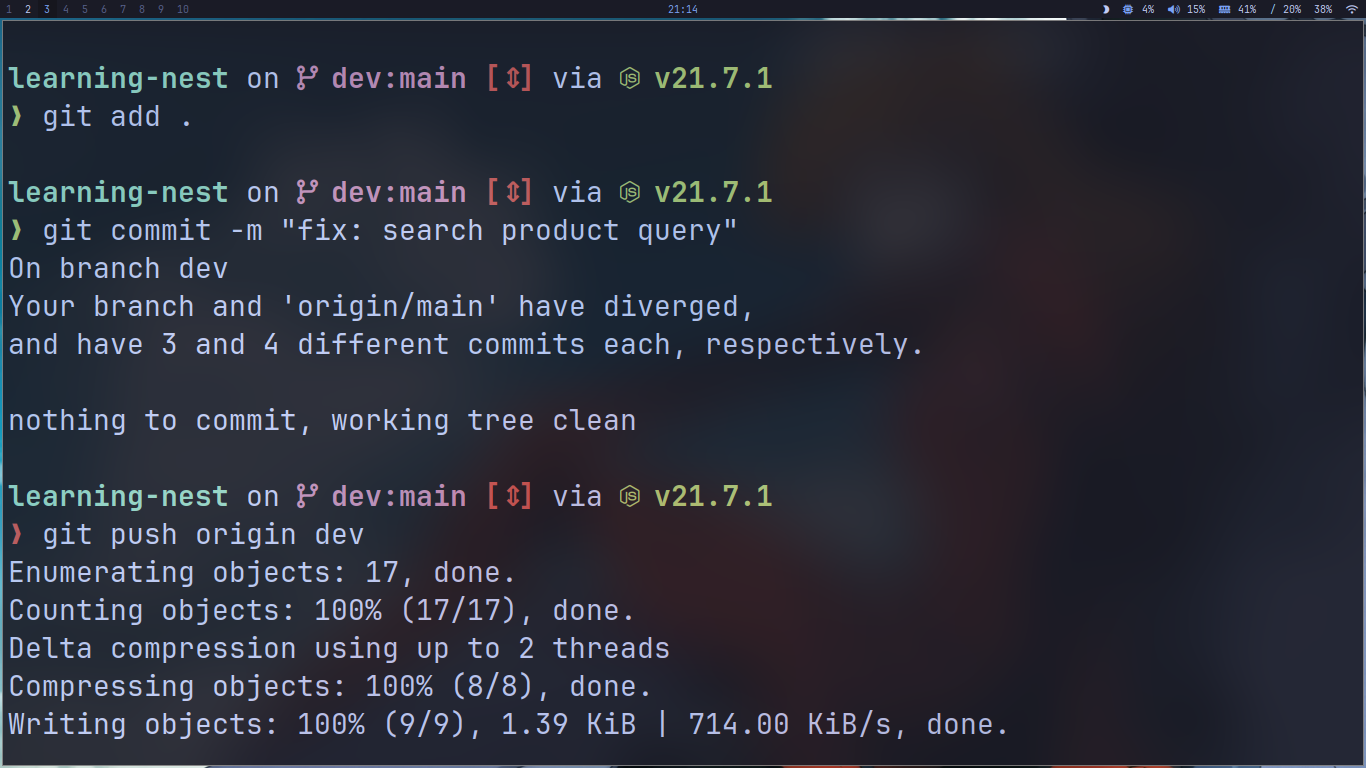 1 2 3 4 5 6 7 8 9 10 21:14 4% 15% 41% / 20% 38%
learning-nest on dev:main [⇕] via v21.7.1
❱ git add .
learning-nest on dev:main [⇕] via v21.7.1
❱ git commit -m "fix: search product query"
On branch dev
Your branch and 'origin/main' have diverged,
and have 3 and 4 different commits each, respectively.
nothing to commit, working tree clean
learning-nest on dev:main [⇕] via v21.7.1
❱ git push origin dev
Enumerating objects: 17, done.
Counting objects: 100% (17/17), done.
Delta compression using up to 2 threads
Compressing objects: 100% (8/8), done.
Writing objects: 100% (9/9), 1.39 KiB | 714.00 KiB/s, done.